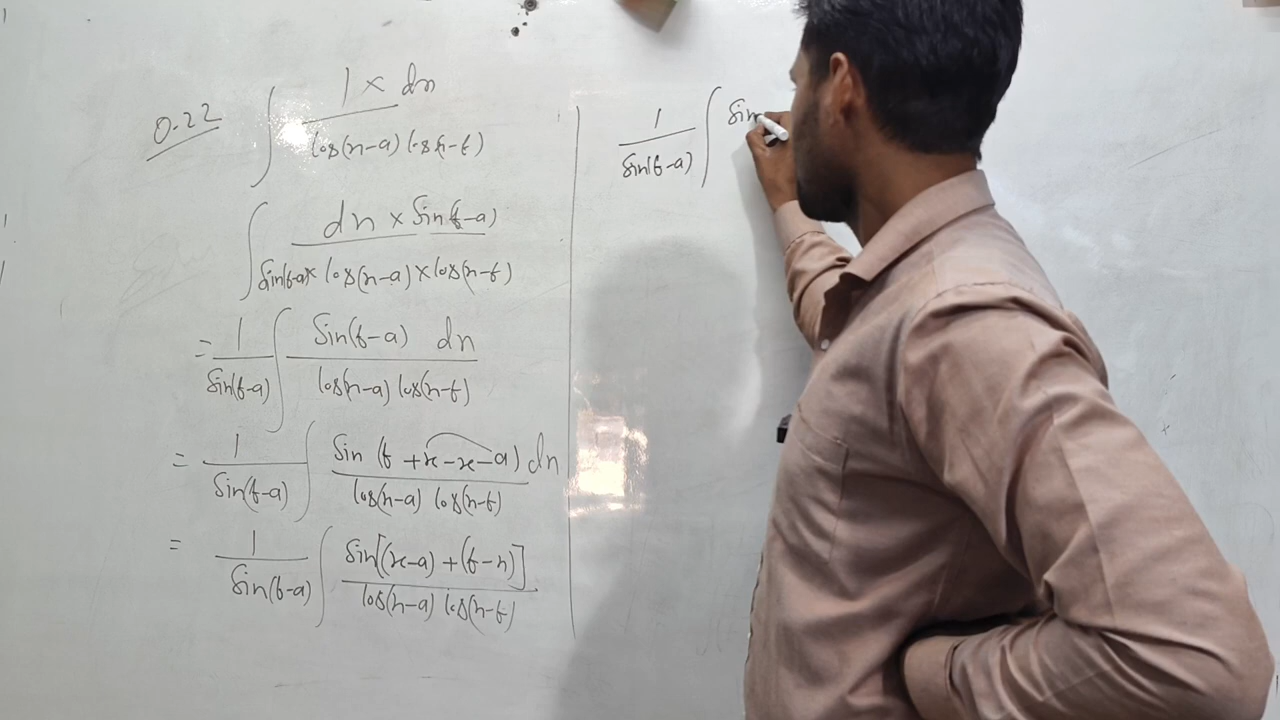 Q.22 ∫ 1 × dx / cos(x-a) cos(x-b)
∫ dx × sin(b-a) / sin(b-a) × cos(x-a) × cos(x-b)
= 1/sin(b-a) ∫ sin(b-a) dx / cos(x-a) cos(x-b)
= 1/sin(b-a) ∫ sin (b +x-x-a) dx / cos(x-a) cos(x-b)
= 1/sin(b-a) ∫ sin[(x-a) + (b-x)] / cos(x-a) cos(x-b)
1/sin(b-a) ∫ sin